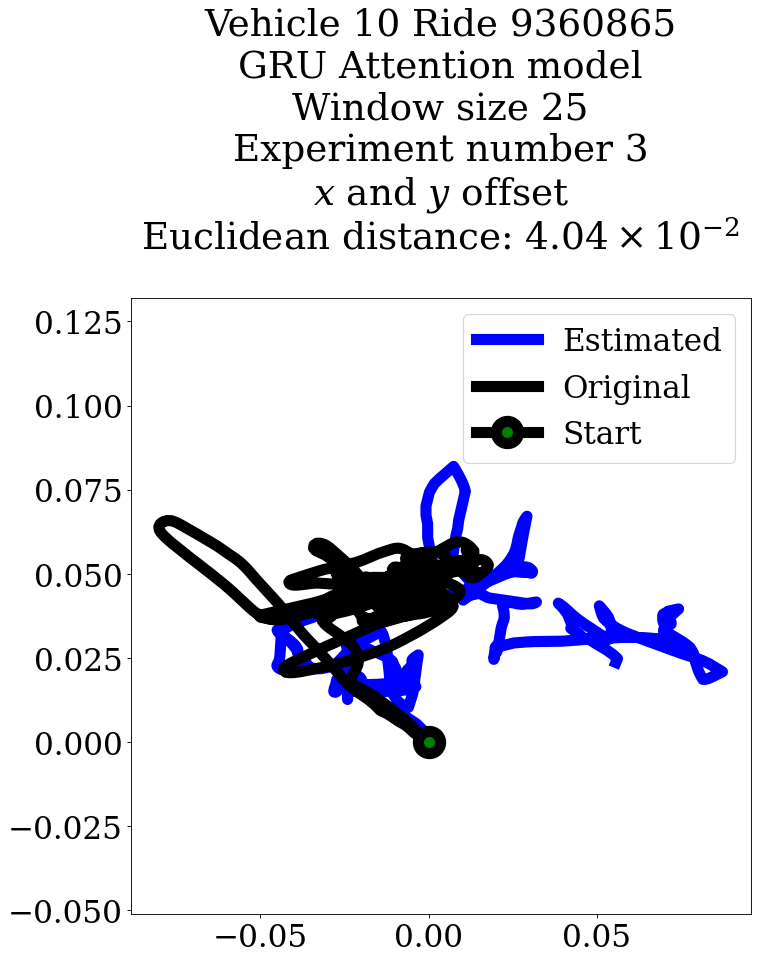 Vehicle 10 Ride 9360865
GRU Attention model
Window size 25
Experiment number 3
x and y offset
Euclidean distance: 4.04 × 10⁻²
0.125
0.100
0.075
0.050
0.025
0.000
−0.025
−0.050
Estimated
Original
Start
−0.05
0.00
0.05